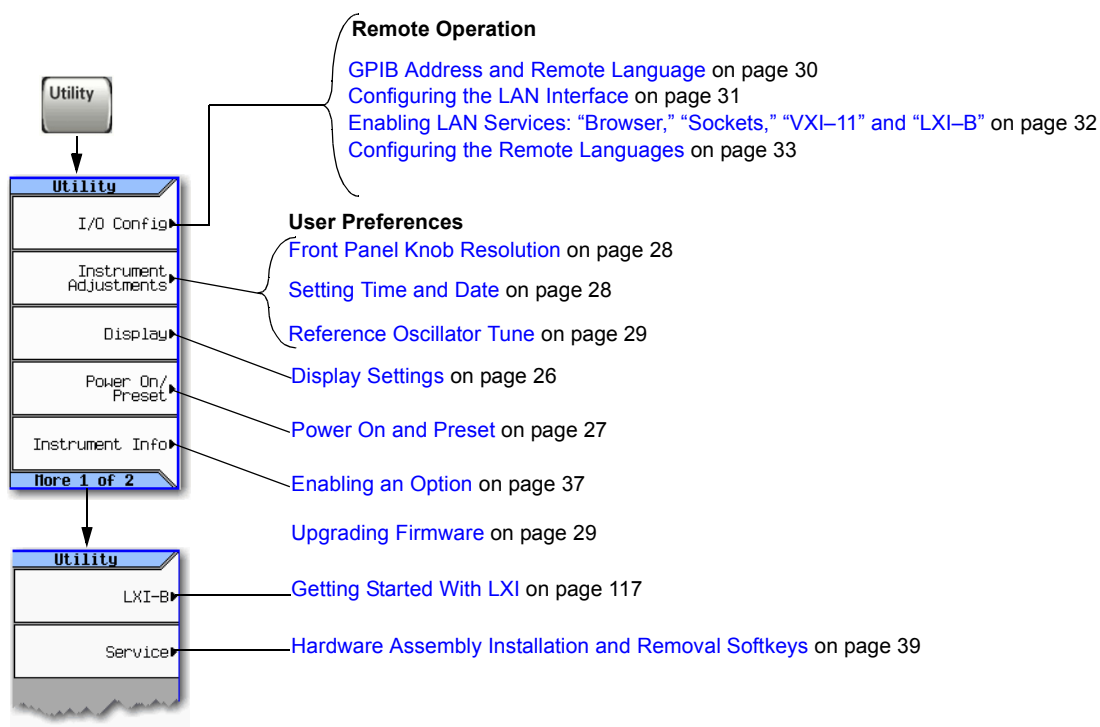 Remote Operation
GPIB Address and Remote Language on page 30
Configuring the LAN Interface on page 31
Enabling LAN Services: “Browser,” “Sockets,” “VXI–11” and “LXI–B” on page 32
Configuring the Remote Languages on page 33
Utility
Utility
I/O Config
Instrument
Adjustments
Display
Power On/
Preset
Instrument Info
More 1 of 2
User Preferences
Front Panel Knob Resolution on page 28
Setting Time and Date on page 28
Reference Oscillator Tune on page 29
Display Settings on page 26
Power On and Preset on page 27
Enabling an Option on page 37
Upgrading Firmware on page 29
Utility
LXI-B
Service
Getting Started With LXI on page 117
Hardware Assembly Installation and Removal Softkeys on page 39